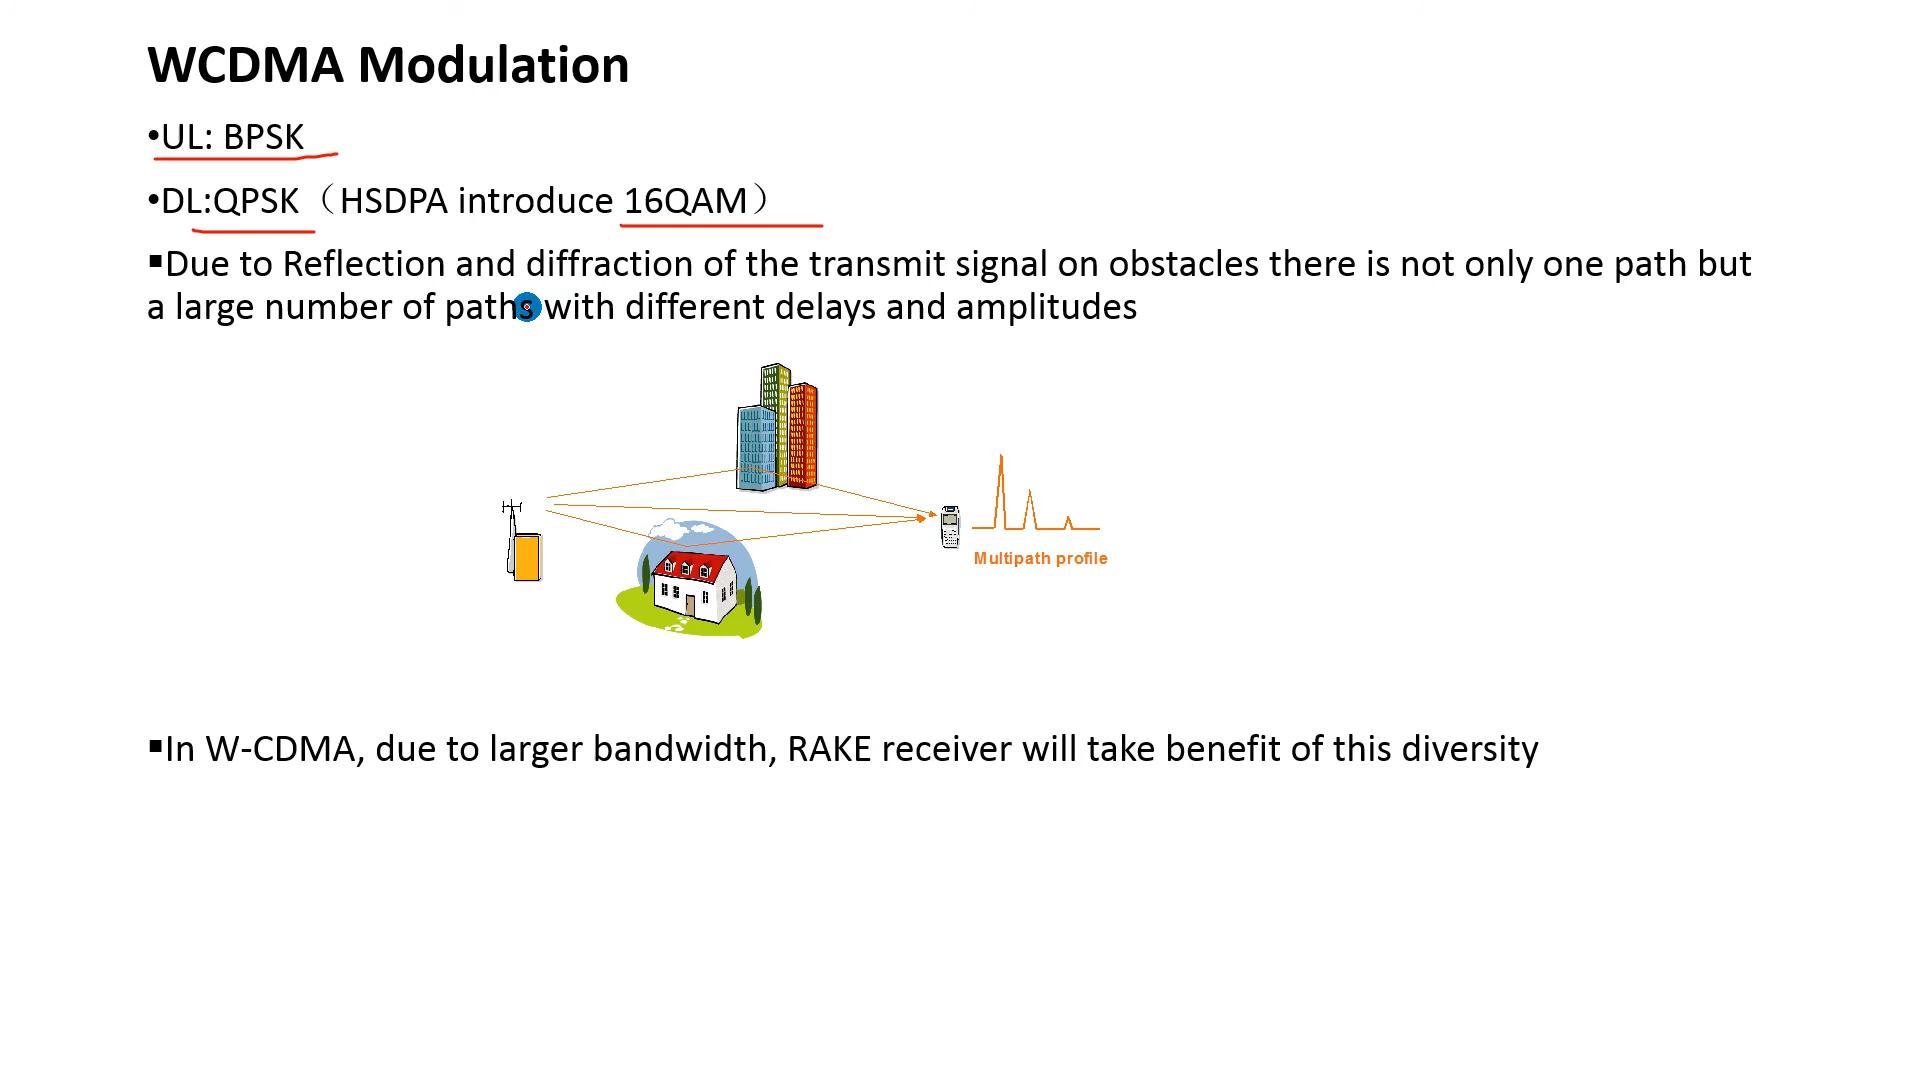 WCDMA Modulation
•UL: BPSK
•DL:QPSK（HSDPA introduce 16QAM）
▪Due to Reflection and diffraction of the transmit signal on obstacles there is not only one path but
a large number of paths with different delays and amplitudes
Multipath profile
▪In W-CDMA, due to larger bandwidth, RAKE receiver will take benefit of this diversity